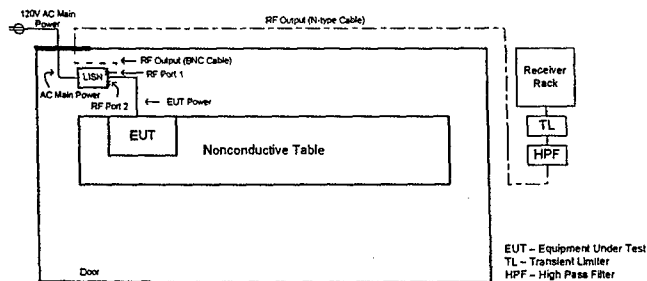 120V AC Main
Power
RF Output (N-type Cable)
RF Output (BNC Cable)
LISN
RF Port 1
AC Main Power
RF Port 2
EUT Power
EUT
Nonconductive Table
Receiver
Rack
TL
HPF
Door
EUT – Equipment Under Test
TL – Transient Limiter
HPF – High Pass Filter